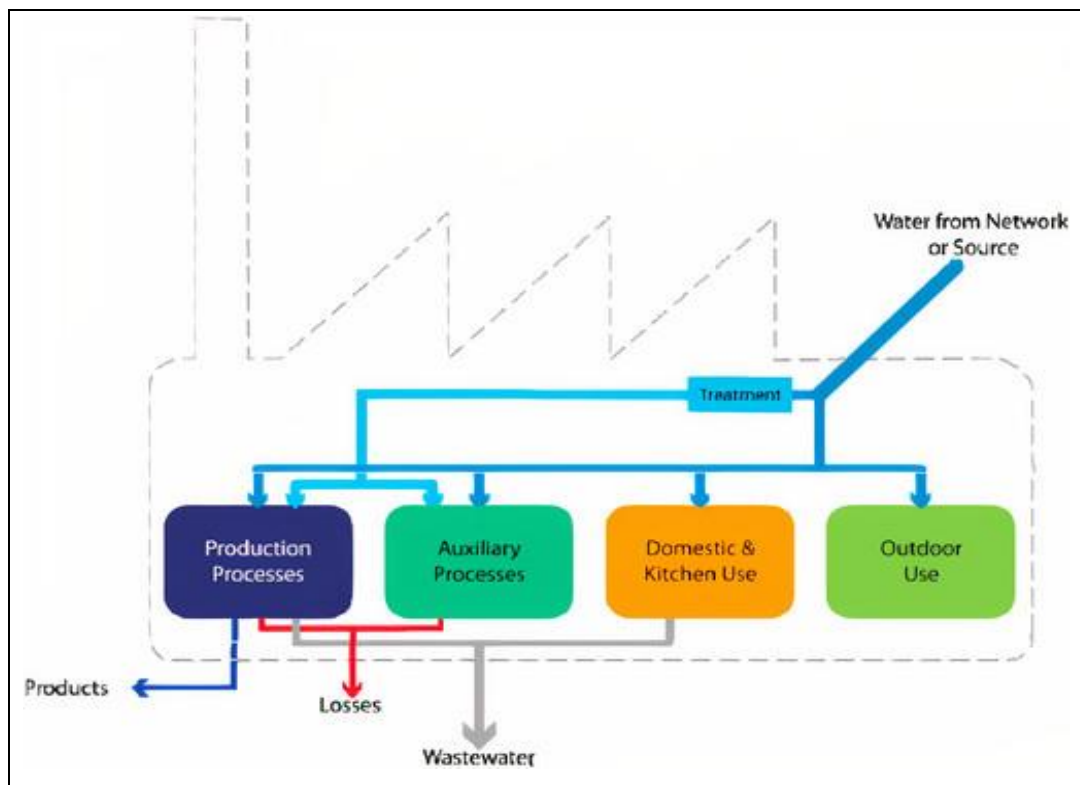 Water from Network
or Source
Treatment
Production
Processes
Auxiliary
Processes
Domestic &
Kitchen Use
Outdoor
Use
Products
Losses
Wastewater